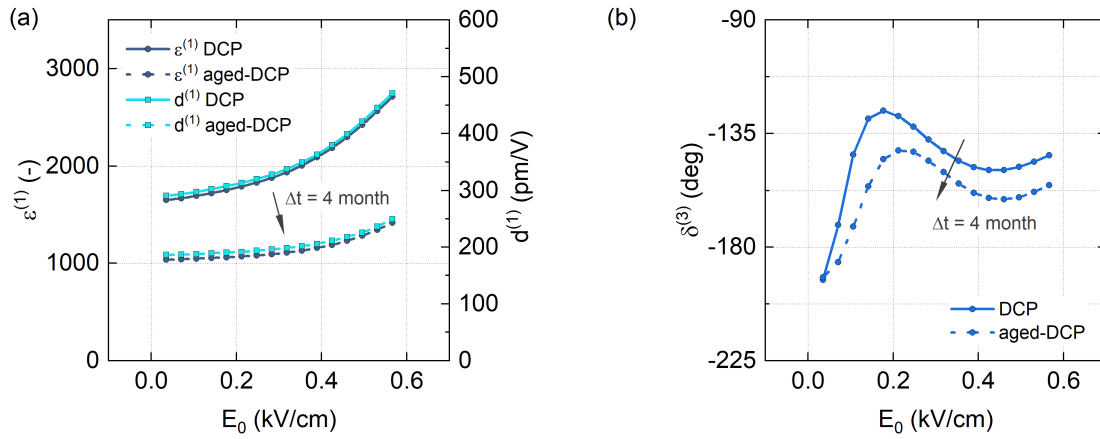 (a)
3000
2000
1000
0
ε(1) (-)
ε(1) DCP
ε(1) aged-DCP
d(1) DCP
d(1) aged-DCP
Δt = 4 month
600
500
400
300
200
100
0
d(1) (pm/V)
0.0 0.2 0.4 0.6
E0 (kV/cm)
(b)
-90
-135
-180
-225
δ(3) (deg)
Δt = 4 month
DCP
aged-DCP
0.0 0.2 0.4 0.6
E0 (kV/cm)